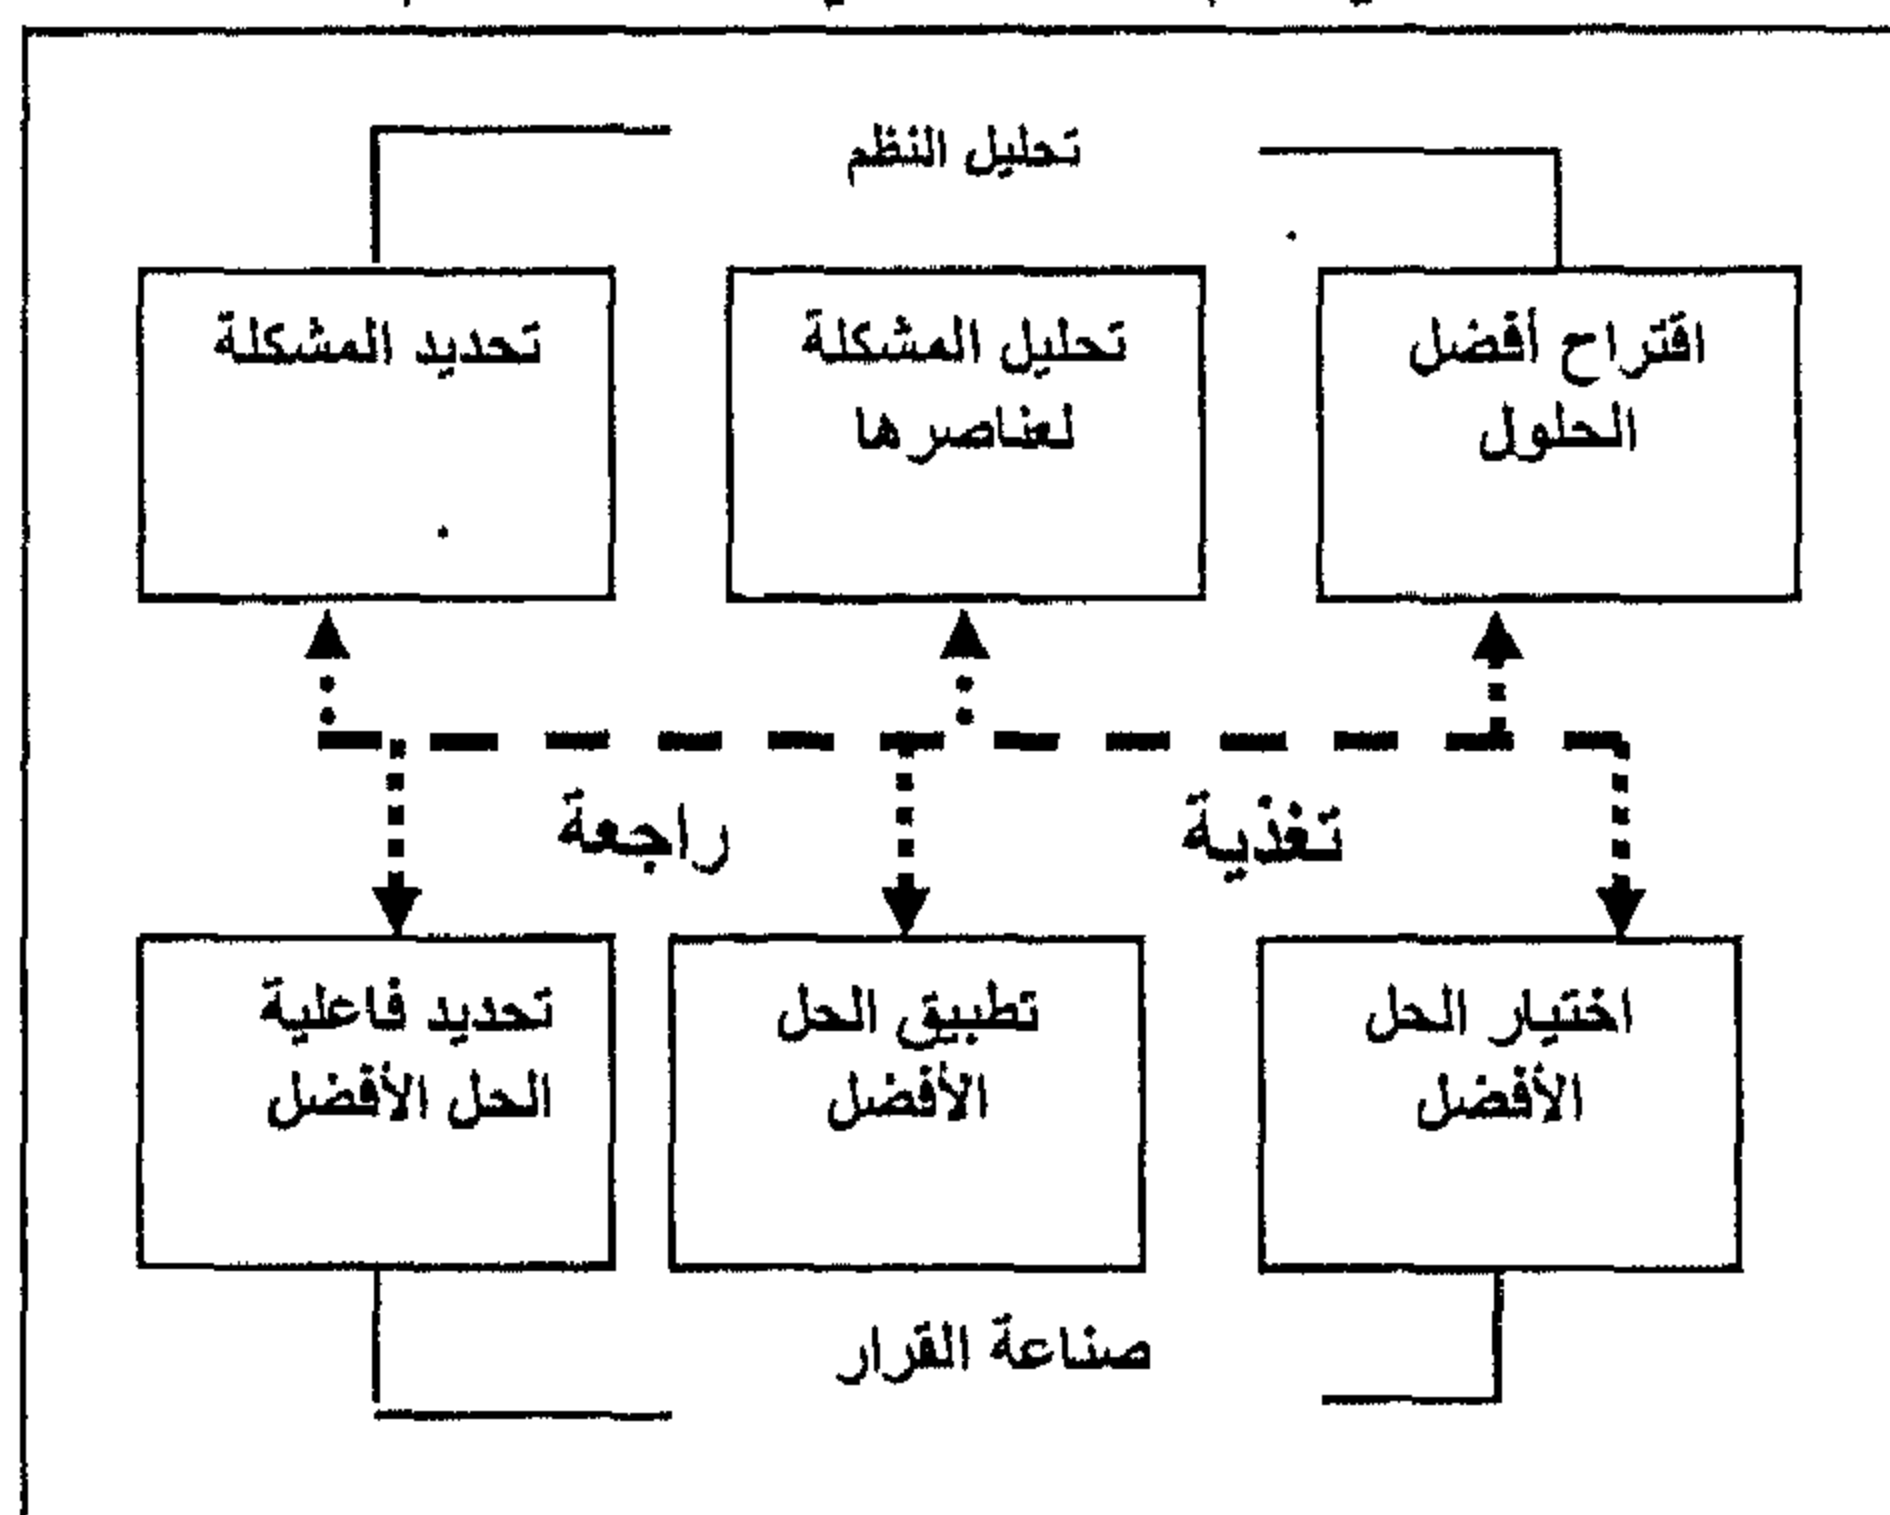 تحليل النظم
اقتراح أفضل
الحلول
تحليل المشكلة
لعناصرها
تحديد المشكلة
تغذية راجعة
اختيار الحل
الأفضل
تطبيق الحل
الأفضل
تحديد فاعلية
الحل الأفضل
صناعة القرار